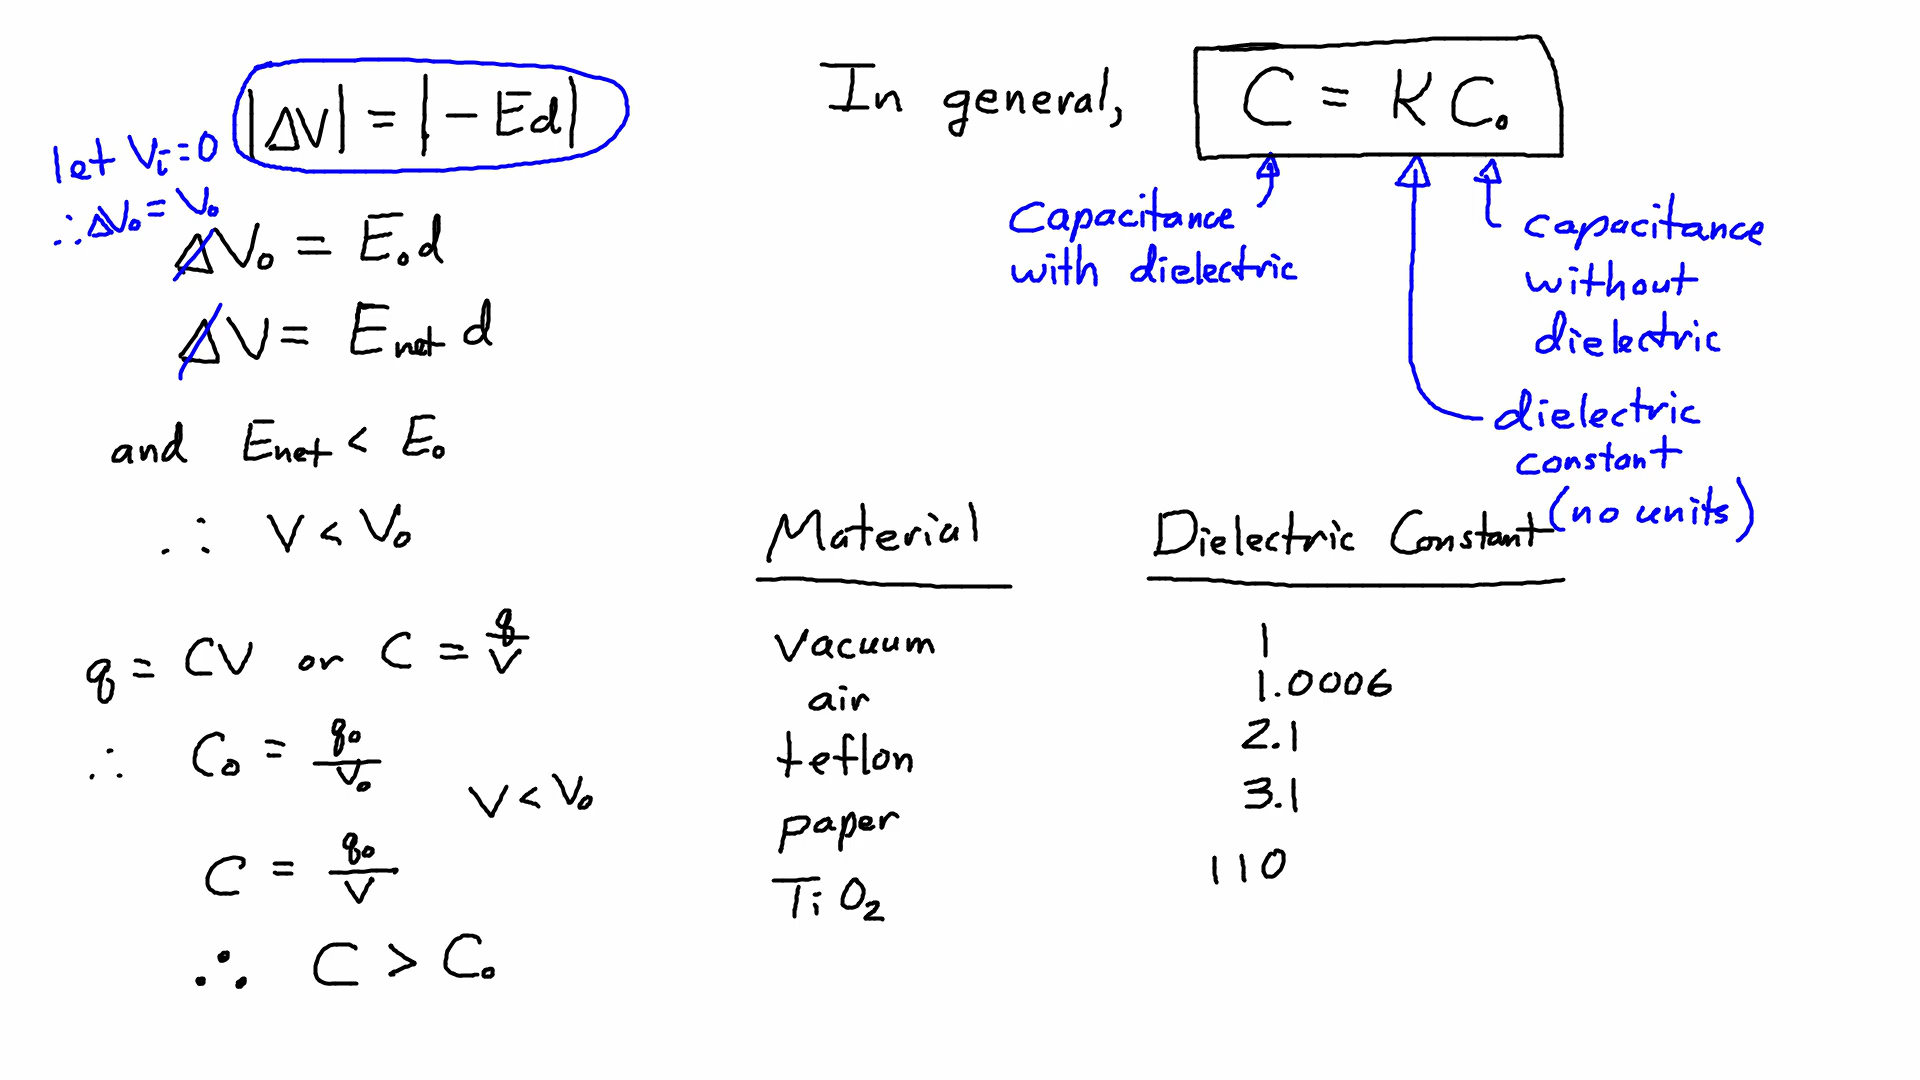 |ΔV| = |- Ed|
let Vi = 0
∴ ΔV₀ = V₀
ΔV₀ = E₀d
ΔV = Enet d
and Enet < E₀
∴ V < V₀
q = CV or C = q/V
∴ C₀ = q₀/V₀
V < V₀
C = q₀/V
∴ C > C₀
In general, C = K C₀
Capacitance
with dielectric
capacitance
without
dielectric
dielectric
constant
(no units)
Material Dielectric Constant
Vacuum 1
air 1.0006
teflon 2.1
paper 3.1
TiO₂ 110